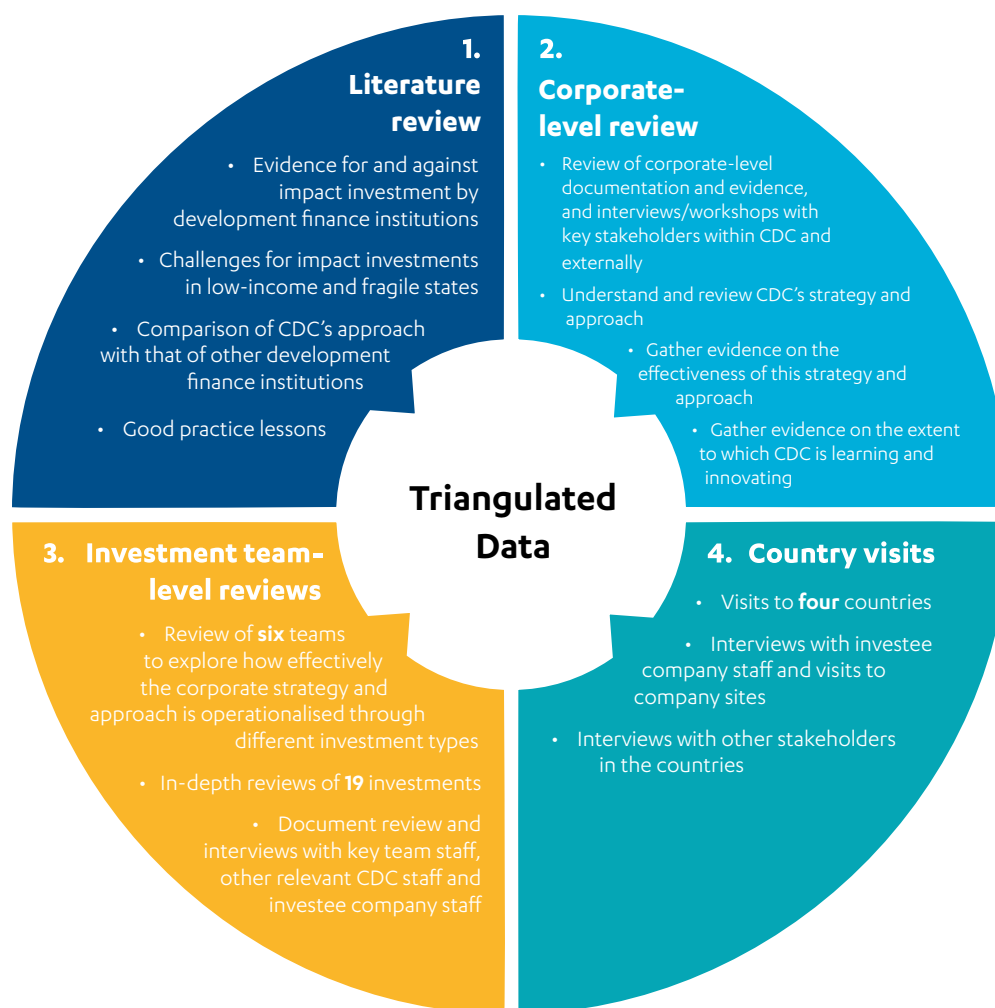 1.
Literature
review
• Evidence for and against
impact investment by
development finance institutions
• Challenges for impact investments
in low-income and fragile states
• Comparison of CDC’s approach
with that of other development
finance institutions
• Good practice lessons
2.
Corporate-
level review
• Review of corporate-level
documentation and evidence,
and interviews/workshops with
key stakeholders within CDC and
externally
• Understand and review CDC’s strategy and
approach
• Gather evidence on the
effectiveness of this strategy and
approach
• Gather evidence on the extent
to which CDC is learning and
innovating
Triangulated
Data
3. Investment team-
level reviews
• Review of six teams
to explore how effectively
the corporate strategy and
approach is operationalised through
different investment types
• In-depth reviews of 19 investments
• Document review and
interviews with key team staff,
other relevant CDC staff and
investee company staff
4. Country visits
• Visits to four countries
• Interviews with investee
company staff and visits to
company sites
• Interviews with other stakeholders
in the countries